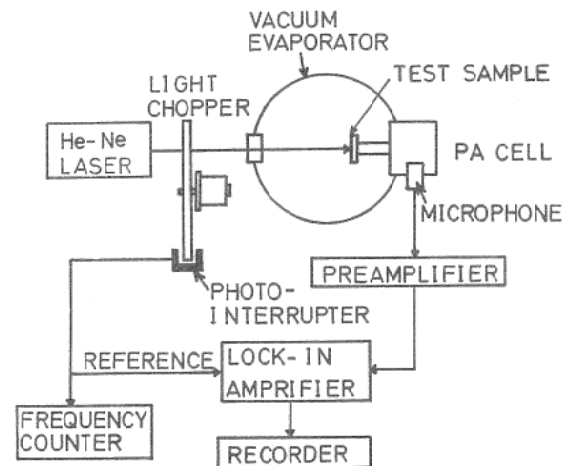 VACUUM
EVAPORATOR
LIGHT
CHOPPER
TEST SAMPLE
He-Ne
LASER
PA CELL
MICROPHONE
PREAMPLIFIER
PHOTO-
INTERRUPTER
REFERENCE
LOCK-IN
AMPRIFIER
FREQUENCY
COUNTER
RECORDER